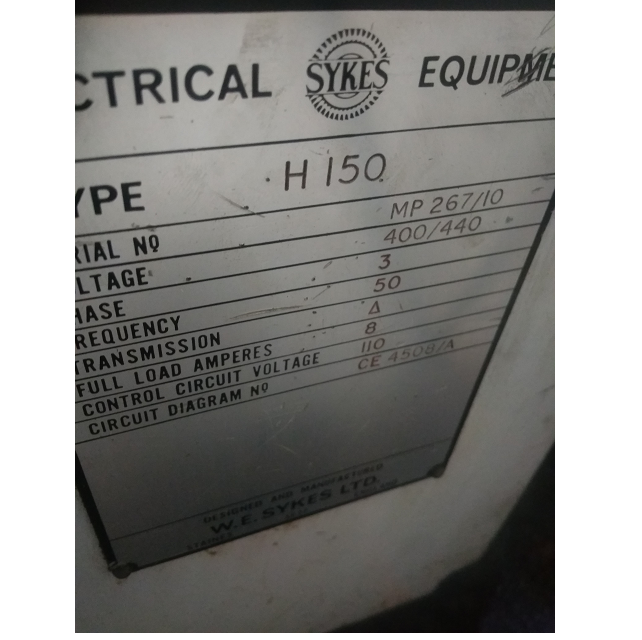 CTRICAL SYKES EQUIPME
YPE H 150
RIAL Nº MP 267/10
LTAGE 400/440
HASE 3
REQUENCY 50
TRANSMISSION Δ
FULL LOAD AMPERES 8
CONTROL CIRCUIT VOLTAGE 110
CIRCUIT DIAGRAM Nº CE 4508/A
DESIGNED AND MANUFACTURED
W.E. SYKES LTD.
STAINES